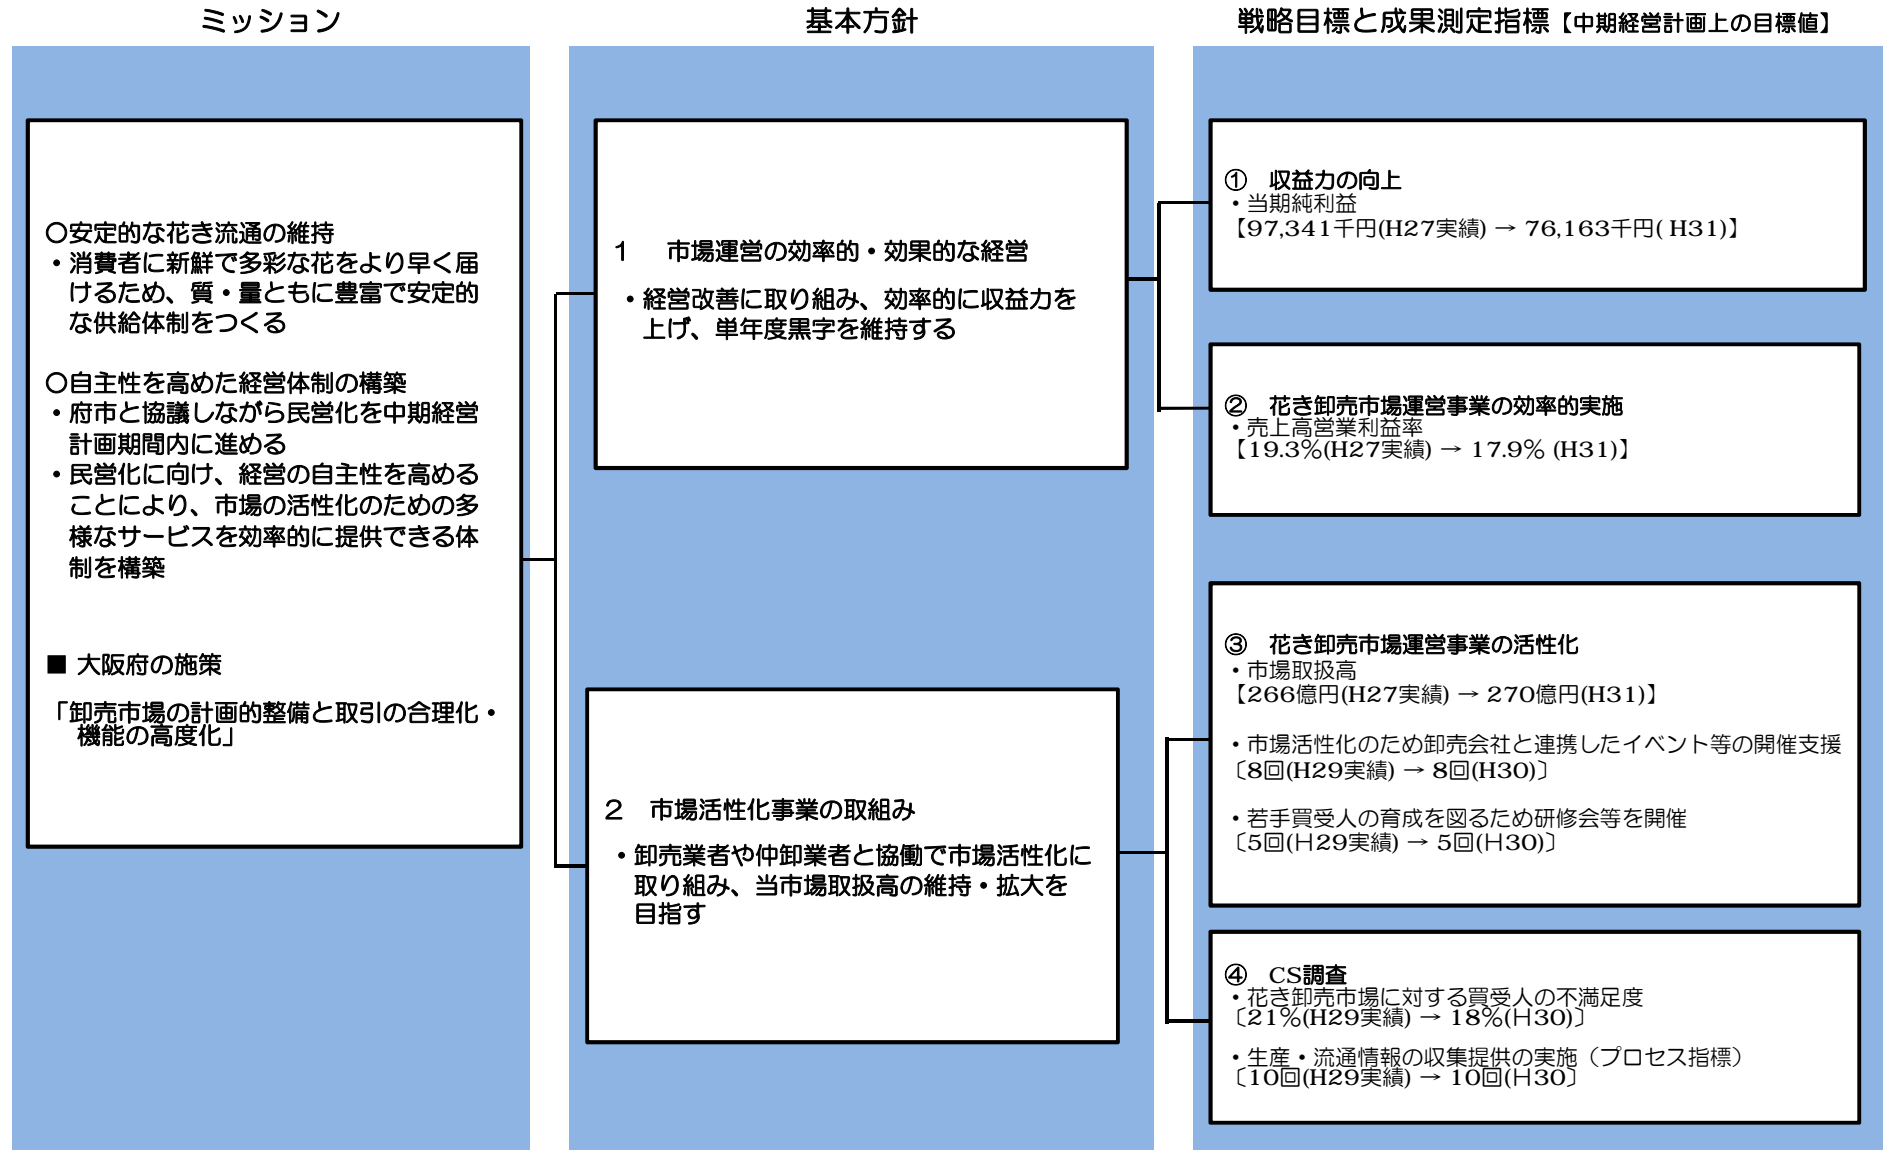 ミッション
〇安定的な花き流通の維持
・消費者に新鮮で多彩な花をより早く届
けるため、質・量ともに豊富で安定的
な供給体制をつくる
〇自主性を高めた経営体制の構築
・府市と協議しながら民営化を中期経営
計画期間内に進める
・民営化に向け、経営の自主性を高める
ことにより、市場の活性化のための多
様なサービスを効率的に提供できる体
制を構築
■ 大阪府の施策
「卸売市場の計画的整備と取引の合理化・
機能の高度化」
基本方針
１　市場運営の効率的・効果的な経営
・経営改善に取り組み、効率的に収益力を
上げ、単年度黒字を維持する
２　市場活性化事業の取組み
・卸売業者や仲卸業者と協働で市場活性化に
取り組み、当市場取扱高の維持・拡大を
目指す
戦略目標と成果測定指標【中期経営計画上の目標値】
①　収益力の向上
・当期純利益
【97,341千円(H27実績) → 76,163千円( H31)】
②　花き卸売市場運営事業の効率的実施
・売上高営業利益率
【19.3％(H27実績) → 17.9％ (H31)】
③　花き卸売市場運営事業の活性化
・市場取扱高
【266億円(H27実績) → 270億円(H31)】
・市場活性化のため卸売会社と連携したイベント等の開催支援
〔8回(H29実績) → 8回(H30)〕
・若手買受人の育成を図るため研修会等を開催
〔5回(Ｈ29実績) → 5回(Ｈ30)〕
④　CS調査
・花き卸売市場に対する買受人の不満足度
〔21％(H29実績) → 18％(Ｈ30)〕
・生産・流通情報の収集提供の実施（プロセス指標）
〔10回(H29実績) → 10回(Ｈ30〕